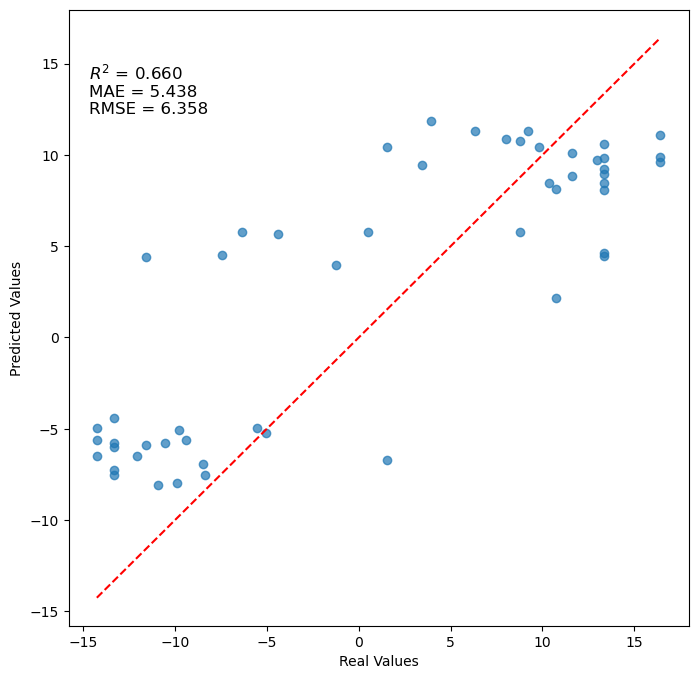 R² = 0.660
MAE = 5.438
RMSE = 6.358
15
10
5
0
−5
−10
−15
Predicted Values
−15 −10 −5 0 5 10 15
Real Values